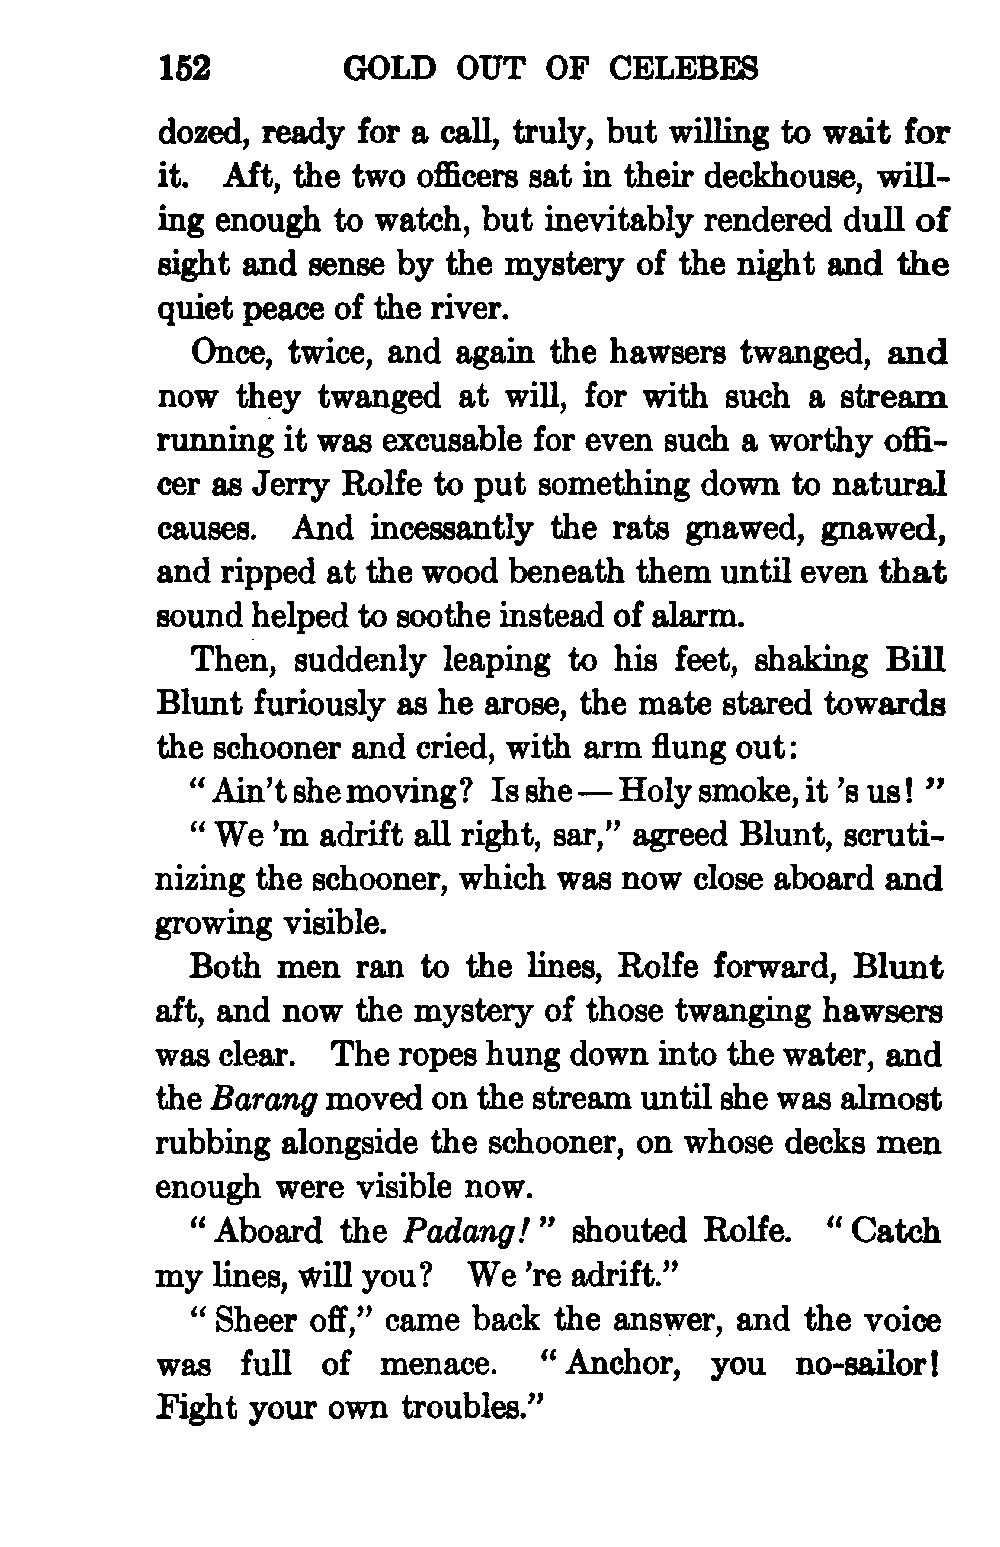 152 GOLD OUT OF CELEBES
dozed, ready for a call, truly, but willing to wait for
it. Aft, the two officers sat in their deckhouse, will-
ing enough to watch, but inevitably rendered dull of
sight and sense by the mystery of the night and the
quiet peace of the river.
Once, twice, and again the hawsers twanged, and
now they twanged at will, for with such a stream
running it was excusable for even such a worthy offi-
cer as Jerry Rolfe to put something down to natural
causes. And incessantly the rats gnawed, gnawed,
and ripped at the wood beneath them until even that
sound helped to soothe instead of alarm.
Then, suddenly leaping to his feet, shaking Bill
Blunt furiously as he arose, the mate stared towards
the schooner and cried, with arm flung out:
“Ain’t she moving? Is she — Holy smoke, it ’s us!”
“We ’m adrift all right, sar,” agreed Blunt, scruti-
nizing the schooner, which was now close aboard and
growing visible.
Both men ran to the lines, Rolfe forward, Blunt
aft, and now the mystery of those twanging hawsers
was clear. The ropes hung down into the water, and
the Barang moved on the stream until she was almost
rubbing alongside the schooner, on whose decks men
enough were visible now.
“Aboard the Padang!” shouted Rolfe. “Catch
my lines, will you? We ’re adrift.”
“Sheer off,” came back the answer, and the voice
was full of menace. “Anchor, you no-sailor!
Fight your own troubles.”